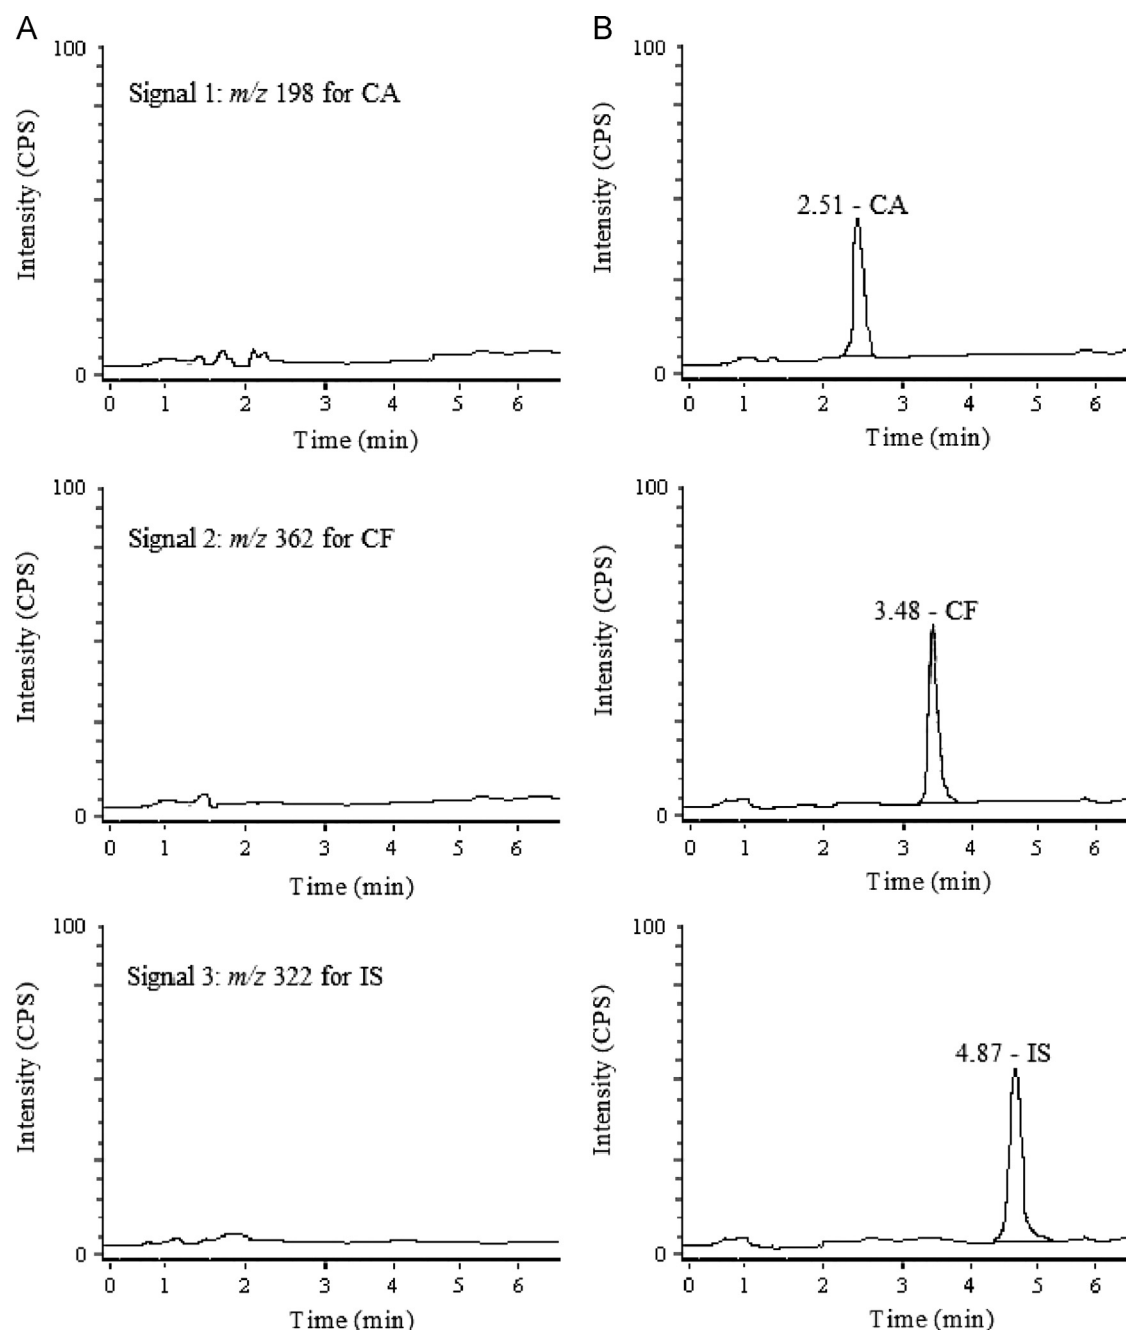 A
100
Signal 1: m/z 198 for CA
Intensity (CPS)
0
0 1 2 3 4 5 6
Time (min)
B
100
2.51 - CA
Intensity (CPS)
0
0 1 2 3 4 5 6
Time (min)
100
Signal 2: m/z 362 for CF
Intensity (CPS)
0
0 1 2 3 4 5 6
Time (min)
100
3.48 - CF
Intensity (CPS)
0
0 1 2 3 4 5 6
Time (min)
100
Signal 3: m/z 322 for IS
Intensity (CPS)
0
0 1 2 3 4 5 6
Time (min)
100
4.87 - IS
Intensity (CPS)
0
0 1 2 3 4 5 6
Time (min)